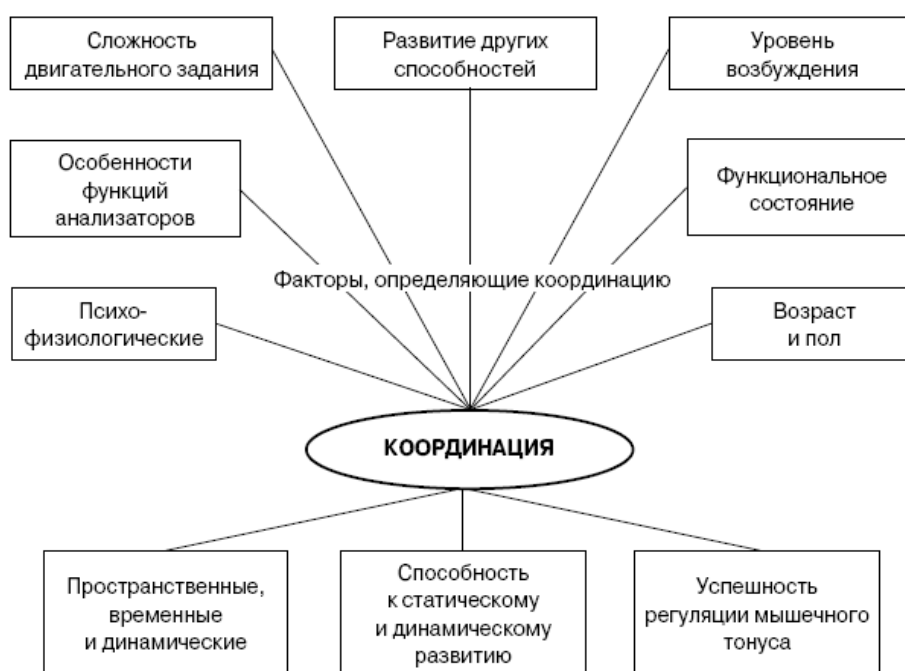 Сложность
двигательного задания
Развитие других
способностей
Уровень
возбуждения
Особенности
функций
анализаторов
Функциональное
состояние
Факторы, определяющие координацию
Психо-
физиологические
Возраст
и пол
КООРДИНАЦИЯ
Пространственные,
временные
и динамические
Способность
к статическому
и динамическому
развитию
Успешность
регуляции мышечного
тонуса